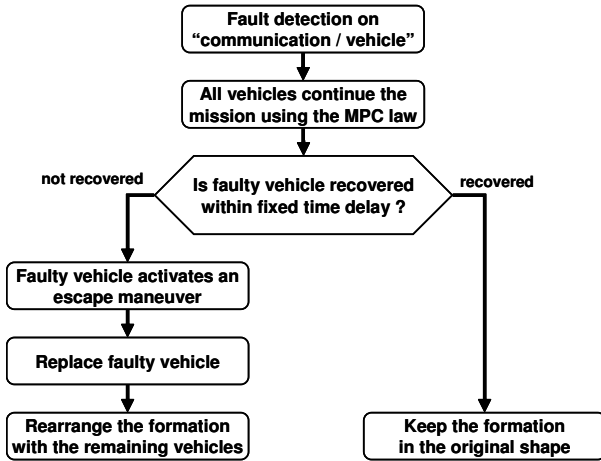 Fault detection on
“communication / vehicle”
All vehicles continue the
mission using the MPC law
not recovered
Is faulty vehicle recovered
within fixed time delay ?
recovered
Faulty vehicle activates an
escape maneuver
Replace faulty vehicle
Rearrange the formation
with the remaining vehicles
Keep the formation
in the original shape